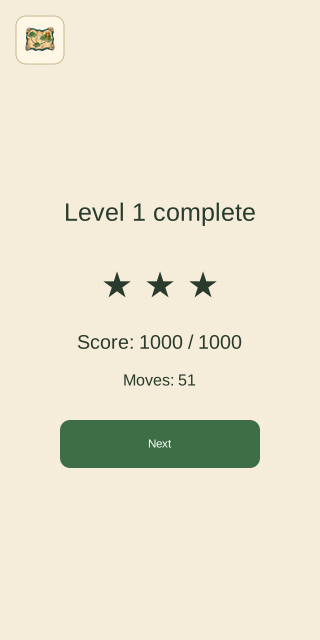 Level 1 complete
★ ★ ★
Score: 1000 / 1000
Moves: 51
Next